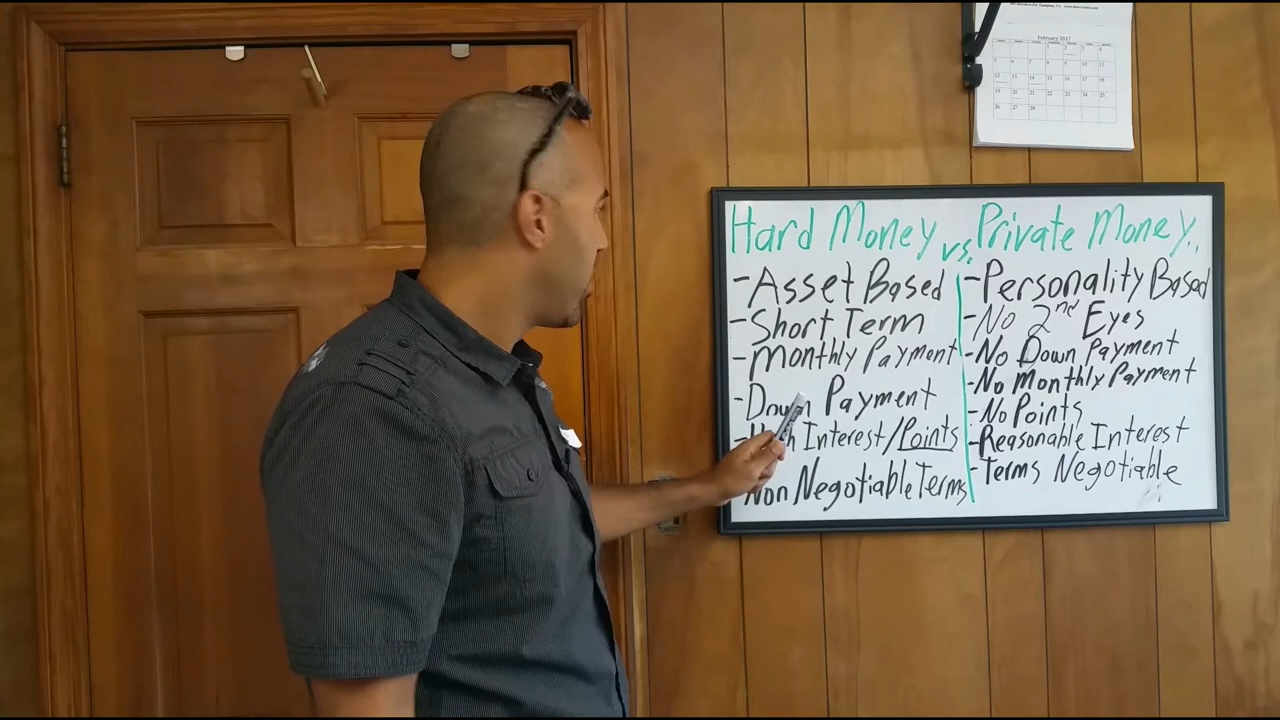 February 2017
Hard Money vs. Private Money.
- Asset Based
- Short Term
- Monthly Payment
- Down Payment
- High Interest/Points
Non Negotiable Terms
- Personality Based
- No 2nd Eyes
- No Down Payment
- No Monthly Payment
- No Points
- Reasonable Interest
- Terms Negotiable